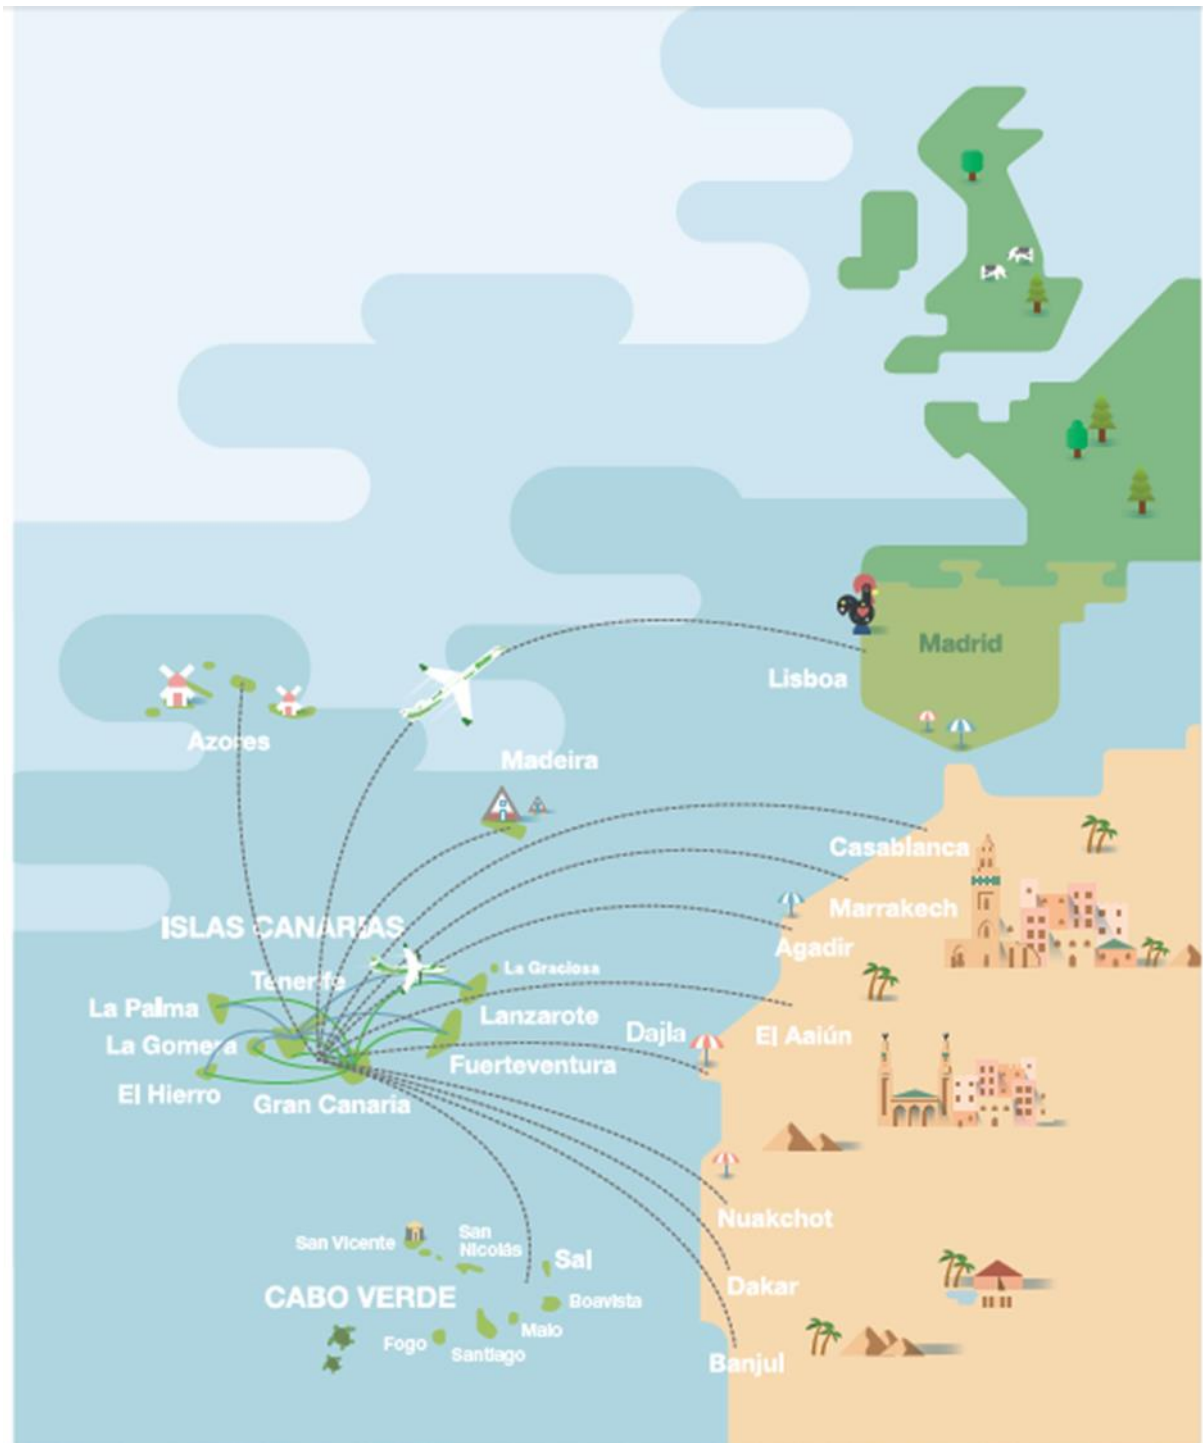 Madrid
Lisboa
Azores
Madeira
Casablanca
Marrakech
Agadir
ISLAS CANARIAS
La Graciosa
Tenerife
La Palma
Lanzarote
Dajla
El Aaiún
La Gomera
Fuerteventura
El Hierro
Gran Canaria
Nuakchot
San Vicente
San
Nicolás
Sal
Dakar
CABO VERDE
Boavista
Maio
Fogo
Santiago
Banjul